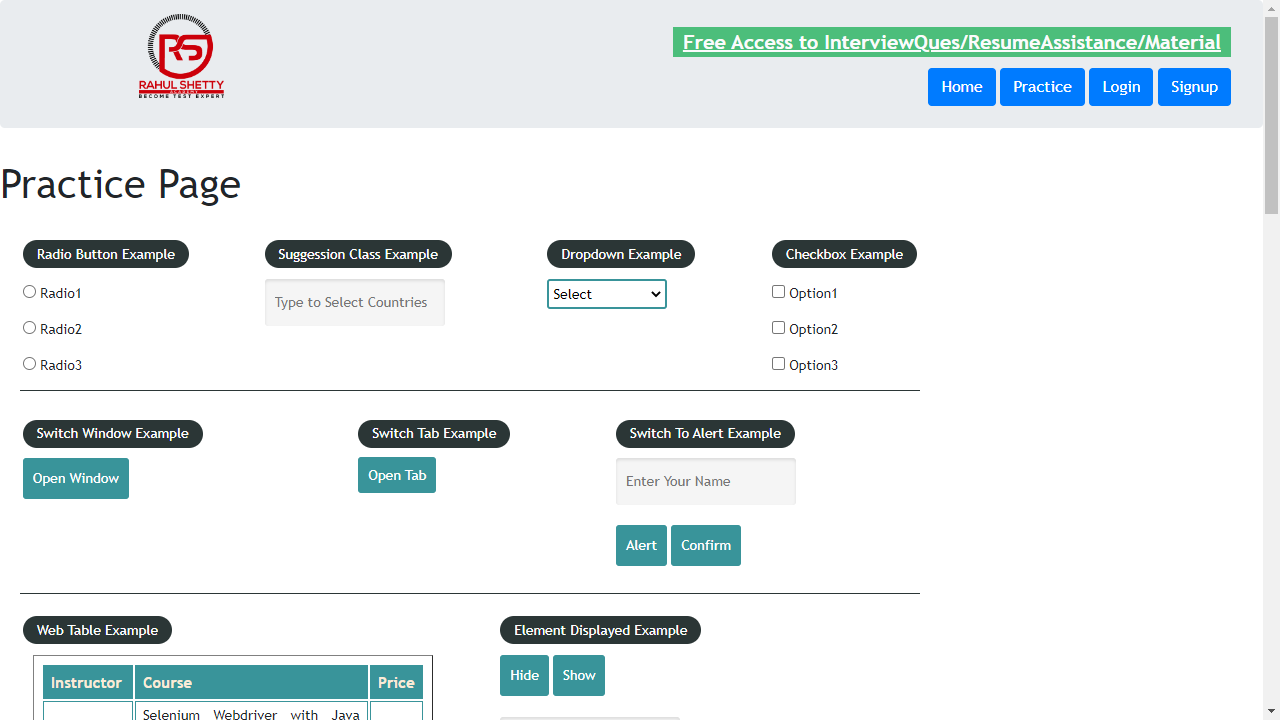 RS
RAHUL SHETTY
ACADEMY
BECOME TEST EXPERT
Free Access to InterviewQues/ResumeAssistance/Material
Home Practice Login Signup
Practice Page
Radio Button Example
Radio1
Radio2
Radio3
Suggession Class Example
Type to Select Countries
Dropdown Example
Select
Checkbox Example
Option1
Option2
Option3
Switch Window Example
Open Window
Switch Tab Example
Open Tab
Switch To Alert Example
Enter Your Name
Alert Confirm
Web Table Example
Instructor Course Price
Selenium Webdriver with Java
Element Displayed Example
Hide Show